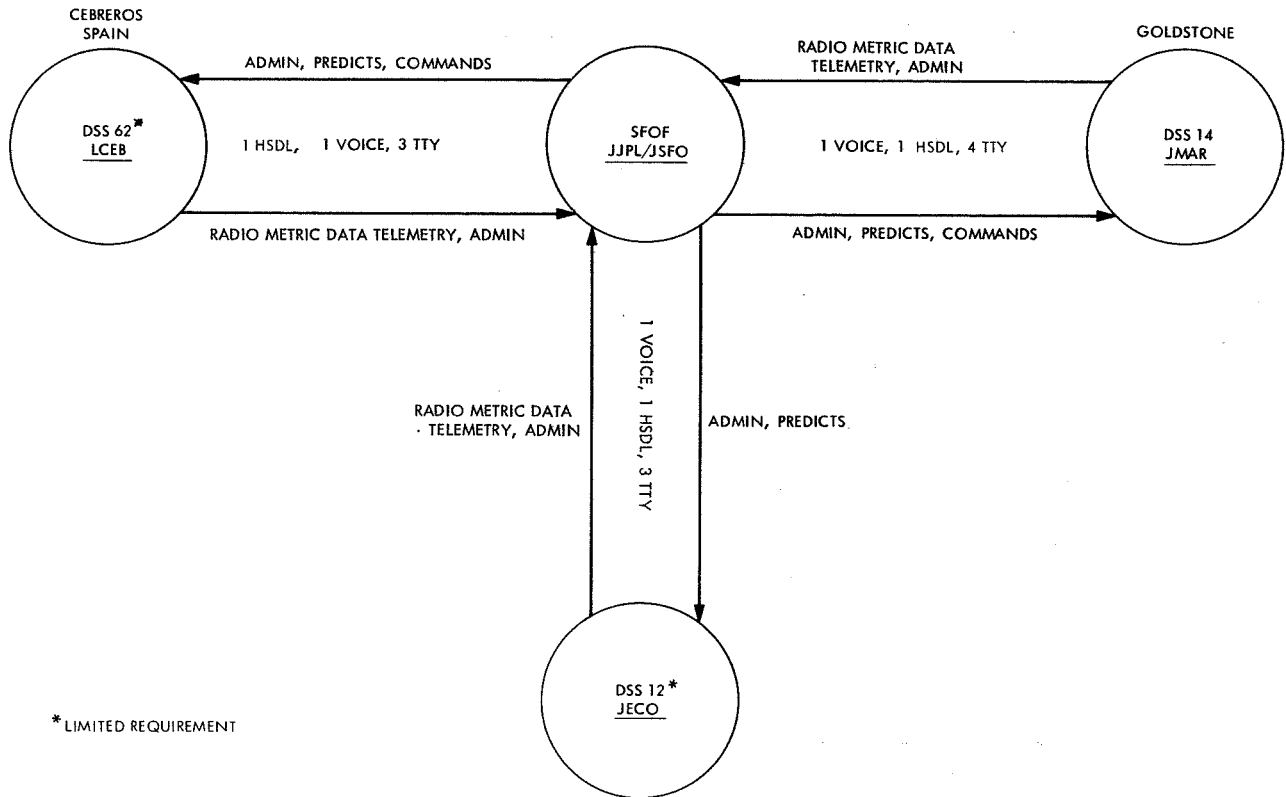 CEBREROS
SPAIN
GOLDSTONE
ADMIN, PREDICTS, COMMANDS
RADIO METRIC DATA
TELEMETRY, ADMIN
DSS 62*
LCEB
1 HSDL, 1 VOICE, 3 TTY
SFOF
JJPL/JSFO
1 VOICE, 1 HSDL, 4 TTY
DSS 14
JMAR
RADIO METRIC DATA TELEMETRY, ADMIN
ADMIN, PREDICTS, COMMANDS
1 VOICE, 1 HSDL, 3 TTY
RADIO METRIC DATA
TELEMETRY, ADMIN
ADMIN, PREDICTS
DSS 12*
JECO
*LIMITED REQUIREMENT